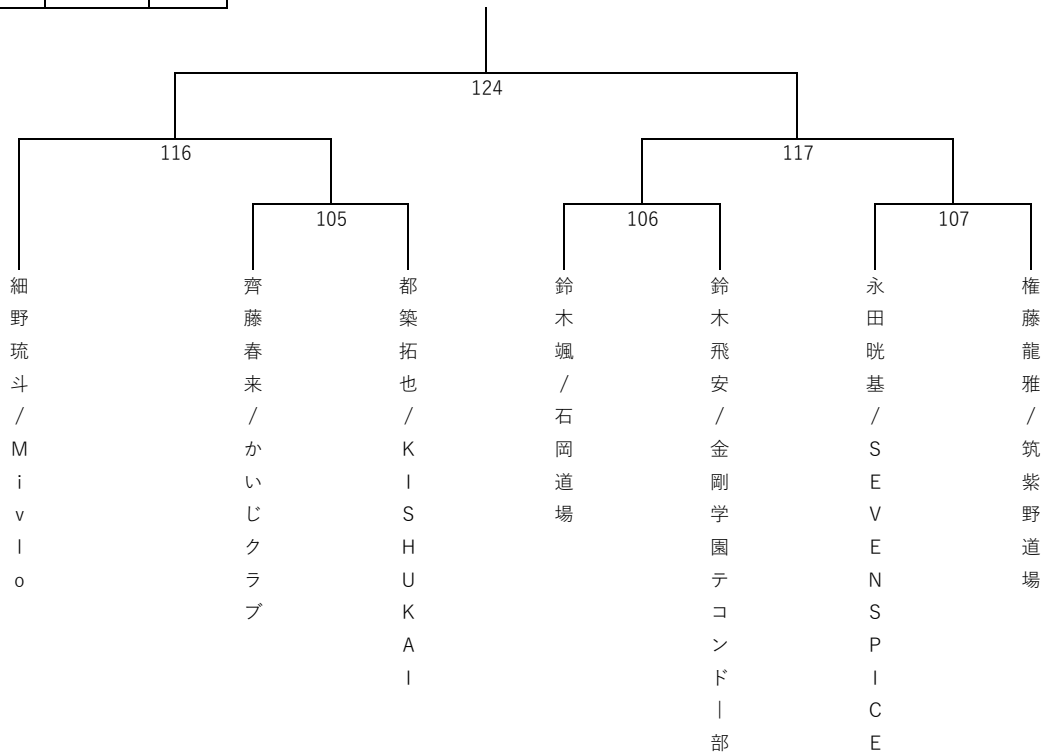 124
116
117
105
106
107
細野琉斗/Mivlo
齊藤春来/かいじクラブ
都築拓也/KISHUKAI
鈴木颯/石岡道場
鈴木飛安/金剛学園テコンドー部
永田晄基/SEVENSPICE
権藤龍雅/筑紫野道場